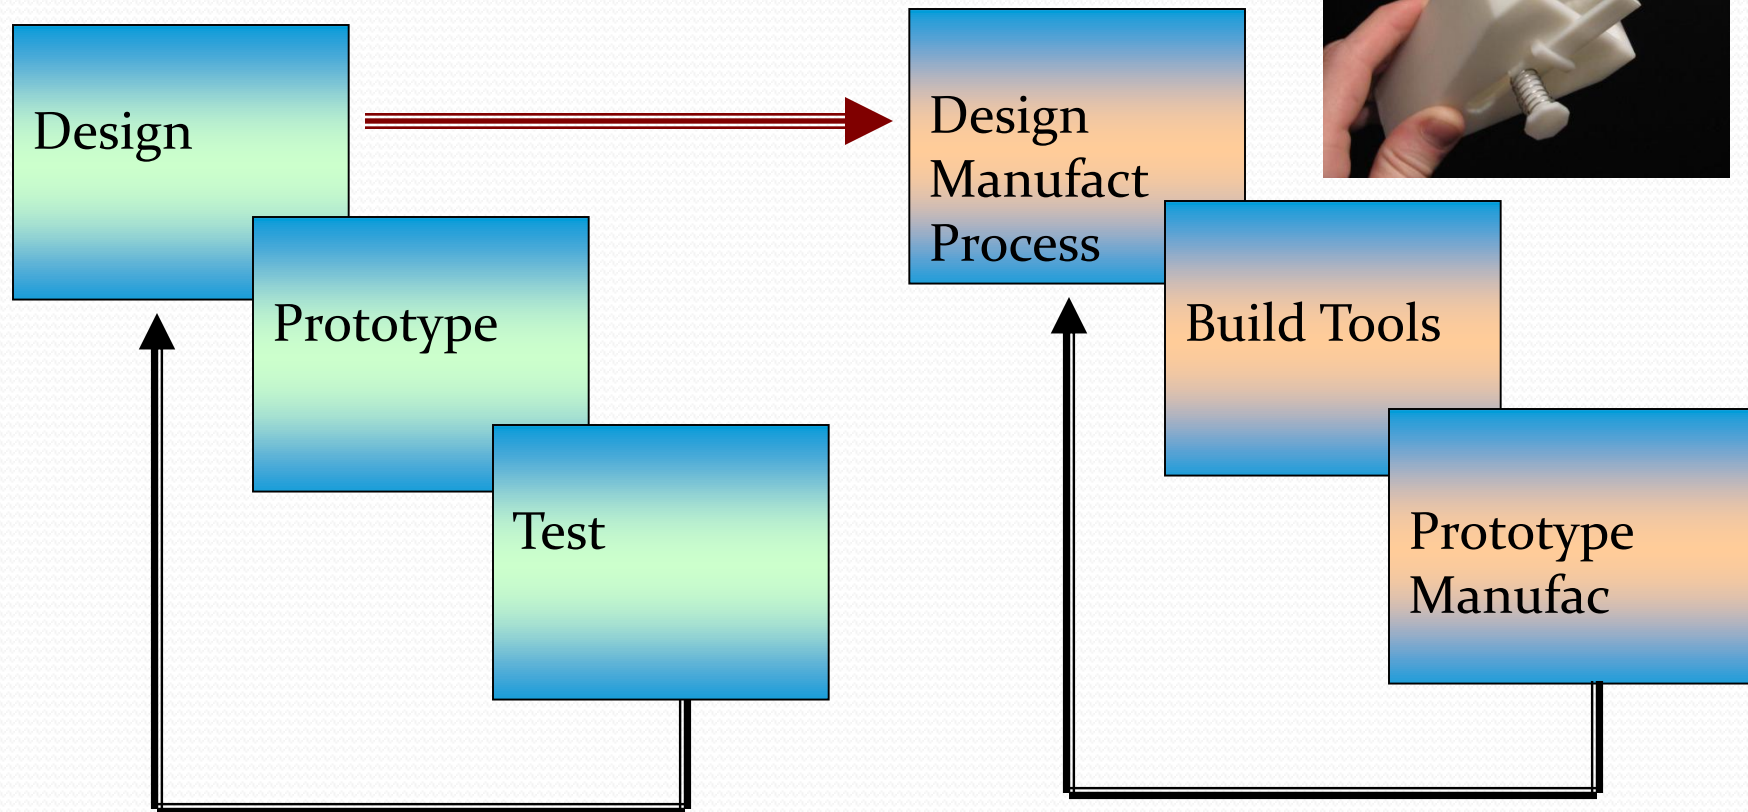 Design
Prototype
Test
Design
Manufact
Process
Build Tools
Prototype
Manufac